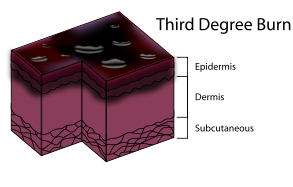 Third Degree Burn
Epidermis
Dermis
Subcutaneous